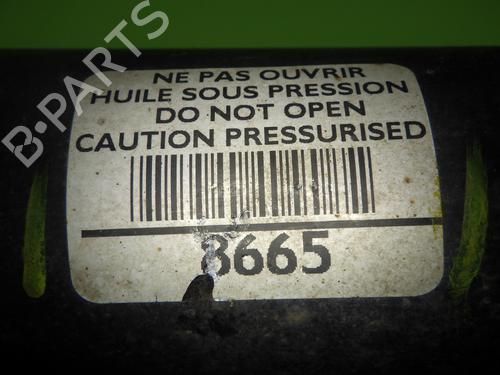 B-PARTS
NE PAS OUVRIR
HUILE SOUS PRESSION
DO NOT OPEN
CAUTION PRESSURISED
8665